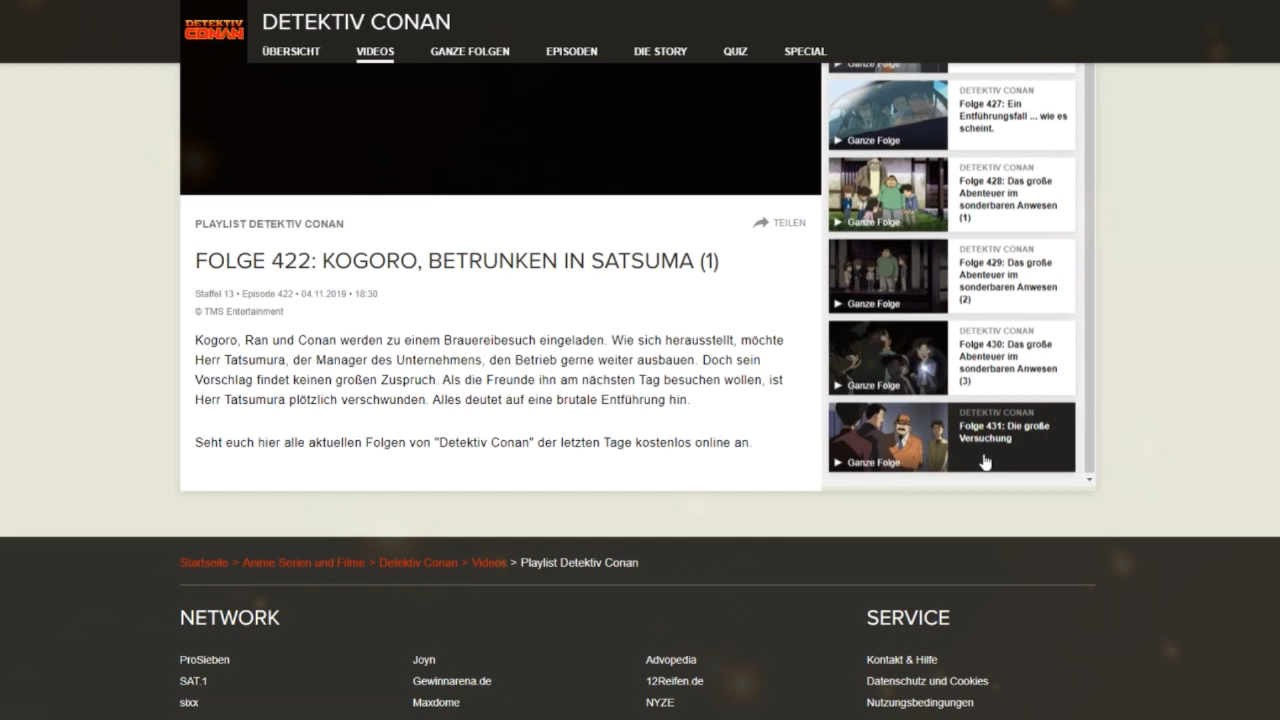 DETEKTIV CONAN
DETEKTIV CONAN
ÜBERSICHT VIDEOS GANZE FOLGEN EPISODEN DIE STORY QUIZ SPECIAL
Ganze Folge
DETEKTIV CONAN
Folge 427: Ein
Entführungsfall ... wie es
scheint.
Ganze Folge
DETEKTIV CONAN
Folge 428: Das große
Abenteuer im
sonderbaren Anwesen
(1)
Ganze Folge
DETEKTIV CONAN
Folge 429: Das große
Abenteuer im
sonderbaren Anwesen
(2)
Ganze Folge
DETEKTIV CONAN
Folge 430: Das große
Abenteuer im
sonderbaren Anwesen
(3)
Ganze Folge
DETEKTIV CONAN
Folge 431: Die große
Versuchung
Ganze Folge
PLAYLIST DETEKTIV CONAN
TEILEN
FOLGE 422: KOGORO, BETRUNKEN IN SATSUMA (1)
Staffel 13 • Episode 422 • 04.11.2019 • 18:30
© TMS Entertainment
Kogoro, Ran und Conan werden zu einem Brauereibesuch eingeladen. Wie sich herausstellt, möchte
Herr Tatsumura, der Manager des Unternehmens, den Betrieb gerne weiter ausbauen. Doch sein
Vorschlag findet keinen großen Zuspruch. Als die Freunde ihn am nächsten Tag besuchen wollen, ist
Herr Tatsumura plötzlich verschwunden. Alles deutet auf eine brutale Entführung hin.
Seht euch hier alle aktuellen Folgen von "Detektiv Conan" der letzten Tage kostenlos online an.
Startseite > Anime Serien und Filme > Detektiv Conan > Videos > Playlist Detektiv Conan
NETWORK
ProSieben Joyn Advopedia
SAT.1 Gewinnarena.de 12Reifen.de
sixx Maxdome NYZE
SERVICE
Kontakt & Hilfe
Datenschutz und Cookies
Nutzungsbedingungen